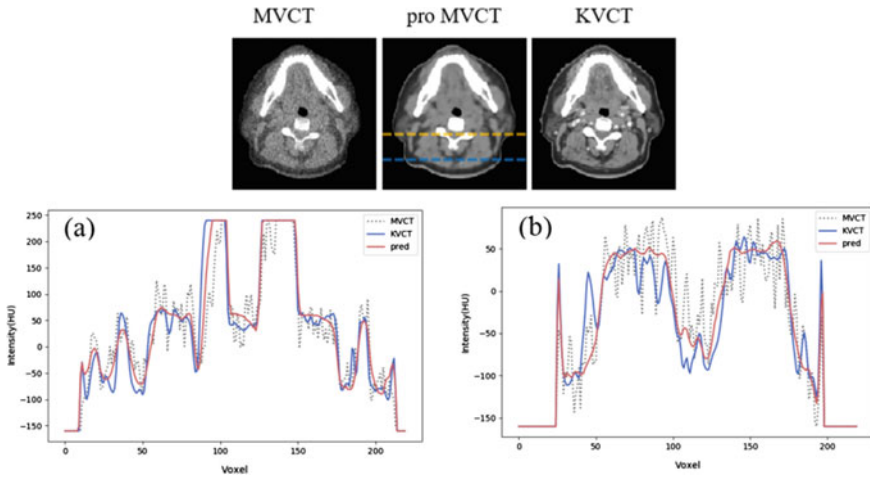 MVCT pro MVCT KVCT
(a)
MVCT
KVCT
pred
Intensity(HU)
250
200
150
100
50
0
−50
−100
−150
0 50 100 150 200
Voxel
(b)
MVCT
KVCT
pred
Intensity(HU)
50
0
−50
−100
−150
0 50 100 150 200
Voxel